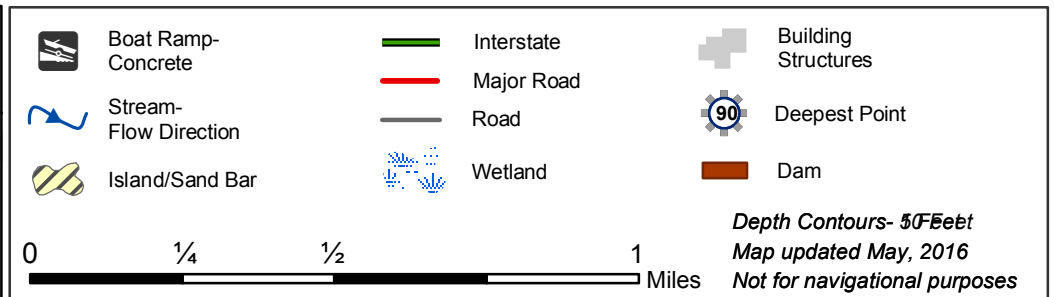 Boat Ramp-
Concrete
Stream-
Flow Direction
Island/Sand Bar
Interstate
Major Road
Road
Wetland
Building
Structures
90
Deepest Point
Dam
Depth Contours-
Map updated May, 2016
Not for navigational purposes
0 ¼ ½ 1
Miles